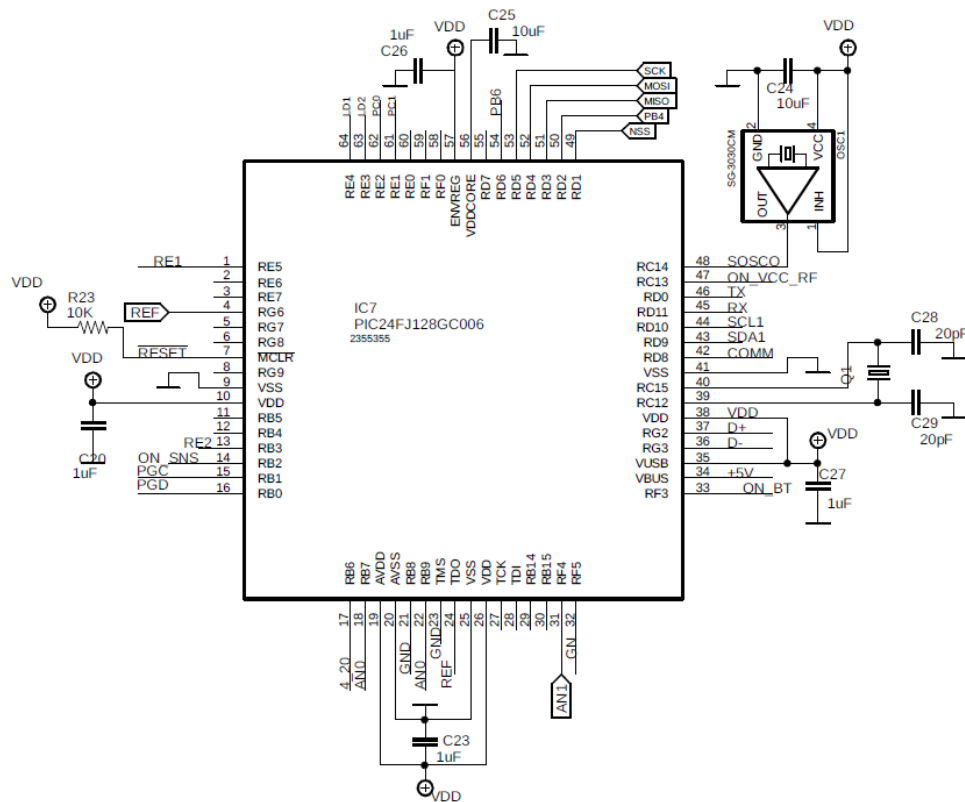 VDD
C25
10uF
1uF
C26
VDD
C24
10uF
SCK
MOSI
MISO
PB4
NSS
LD1
LD2
PC0
PC1
PB6
64
63
62
61
60
59
58
57
56
55
54
53
52
51
50
49
RE4
RE3
RE2
RE1
RE0
RF1
RF0
ENVREG
VDDCORE
RD7
RD6
RD5
RD4
RD3
RD2
RD1
SG-3030CM
OSC1
2
4
GND
VCC
OUT
INH
3
1
IC7
PIC24FJ128GC006
2355355
VDD
R23
10K
REF
RESET
VDD
C20
1uF
RE1 1 RE5
2 RE6
3 RE7
4 RG6
5 RG7
6 RG8
7 MCLR
8 RG9
9 VSS
10 VDD
11 RB5
12 RB4
RE2 13 RB3
ON_SNS 14 RB2
PGC 15 RB1
PGD 16 RB0
RC14 48 SOSCO
RC13 47 ON_VCC_RF
RD0 46 TX
RD11 45 RX
RD10 44 SCL1
RD9 43 SDA1
RD8 42 COMM
VSS 41
RC15 40
RC12 39
VDD 38 VDD
RG2 37 D+
RG3 36 D-
VUSB 35
VBUS 34 +5V
RF3 33 ON_BT
C28
20pF
Q1
C29
20pF
VDD
C27
1uF
RB6
RB7
AVDD
AVSS
RB8
RB9
TMS
TDO
VSS
VDD
TCK
TDI
RB14
RB15
RF4
RF5
17
18
19
20
21
22
23
24
25
26
27
28
29
30
31
32
4_20
AN0
GND
AN0
GND
REF
AN1
GN
C23
1uF
VDD